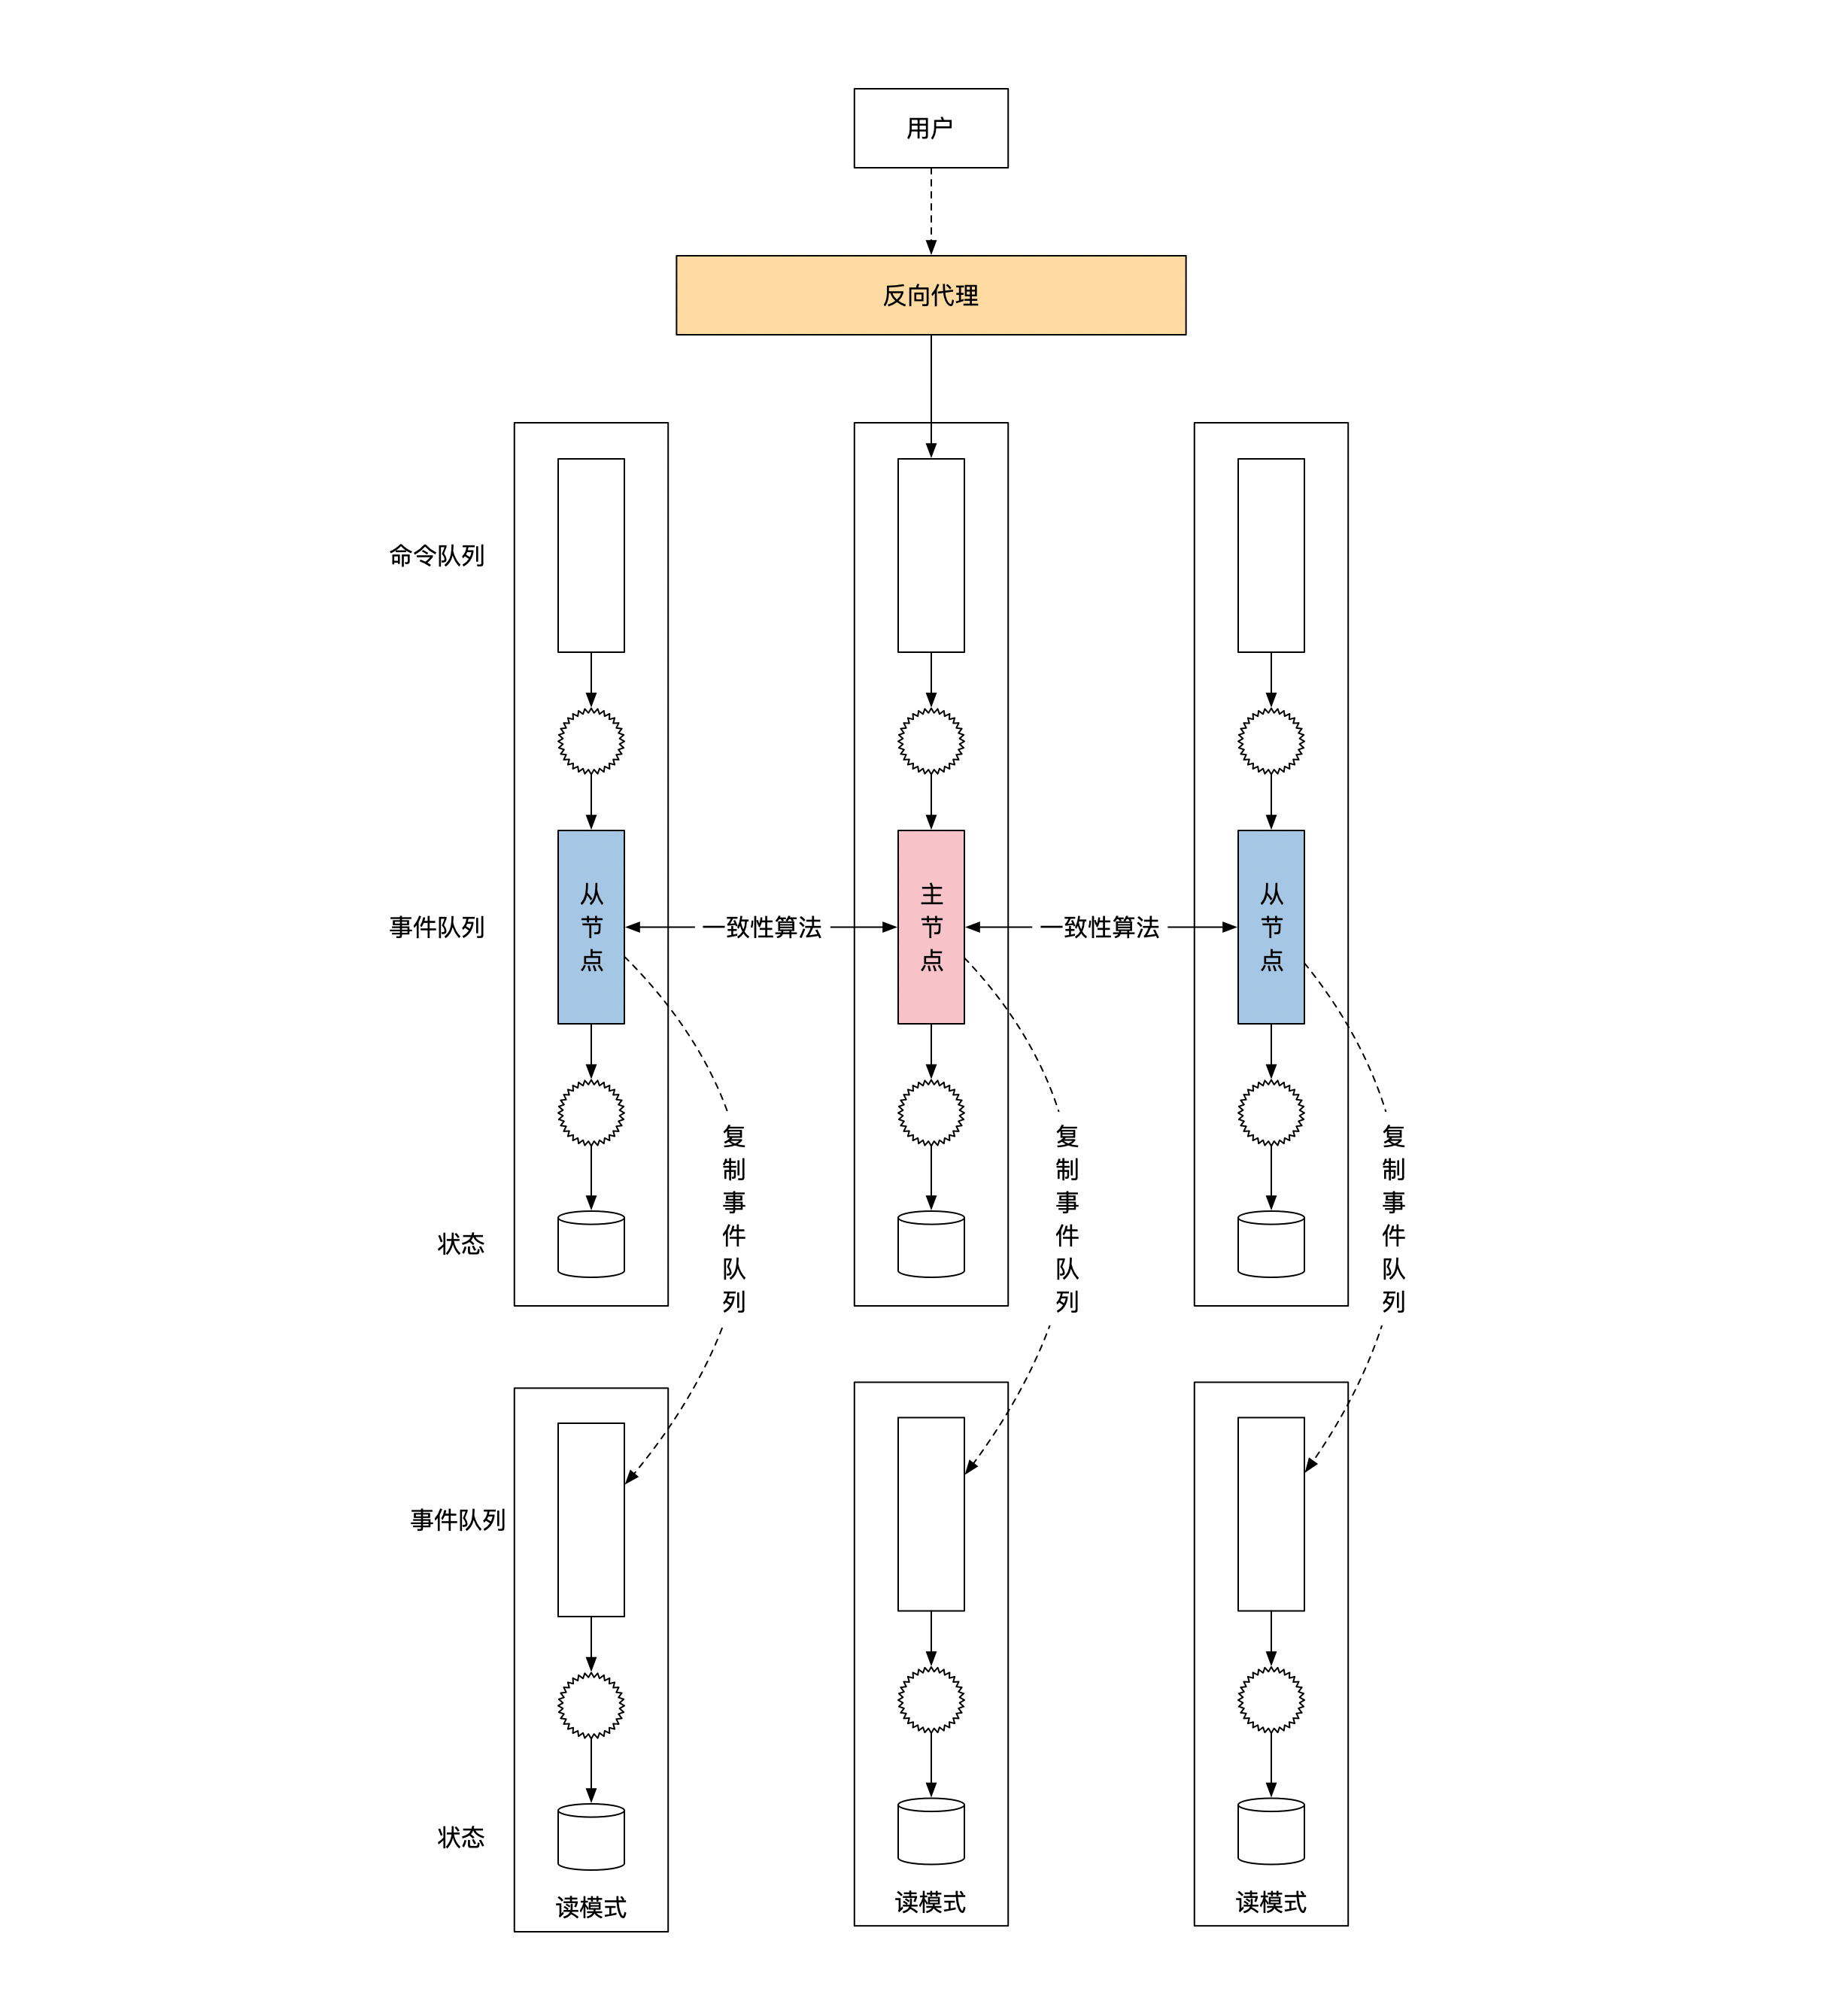 用户
反向代理
命令队列
事件队列
从节点
一致性算法
主节点
一致性算法
从节点
复制事件队列
复制事件队列
复制事件队列
状态
事件队列
状态
读模式
读模式
读模式